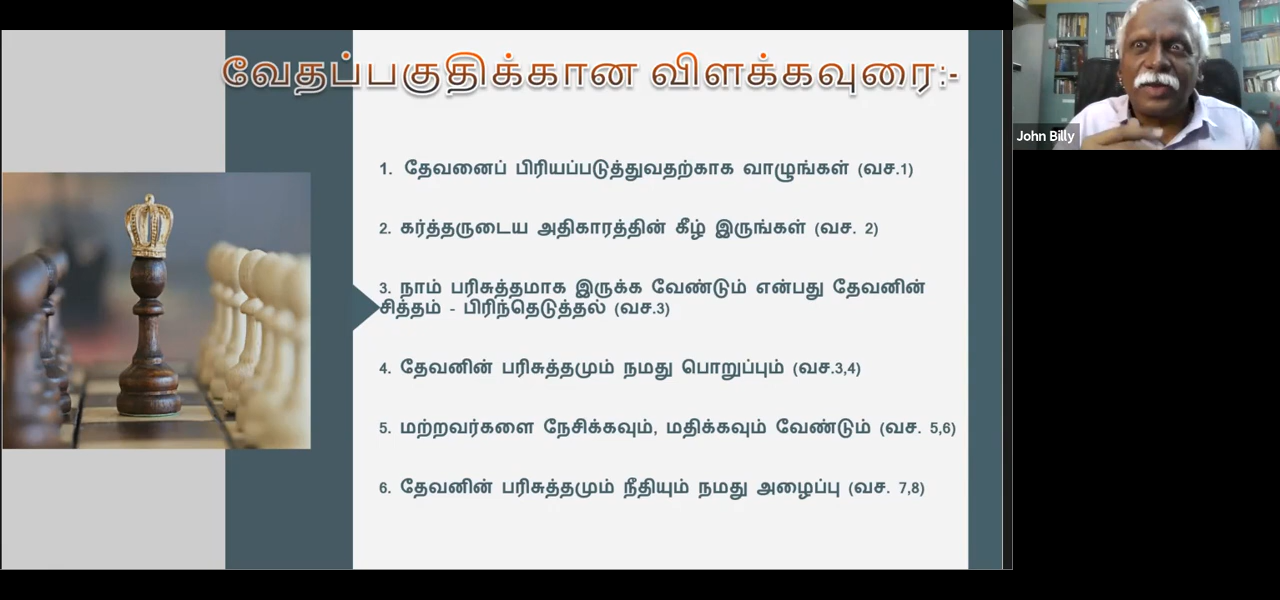 வேதப்பகுதிக்கான விளக்கவுரை:-
1. தேவனைப் பிரியப்படுத்துவதற்காக வாழுங்கள் (வச.1)
2. கர்த்தருடைய அதிகாரத்தின் கீழ் இருங்கள் (வச. 2)
3. நாம் பரிசுத்தமாக இருக்க வேண்டும் என்பது தேவனின்
சித்தம் - பிரிந்தெடுத்தல் (வச.3)
4. தேவனின் பரிசுத்தமும் நமது பொறுப்பும் (வச.3,4)
5. மற்றவர்களை நேசிக்கவும், மதிக்கவும் வேண்டும் (வச. 5,6)
6. தேவனின் பரிசுத்தமும் நீதியும் நமது அழைப்பு (வச. 7,8)
John Billy